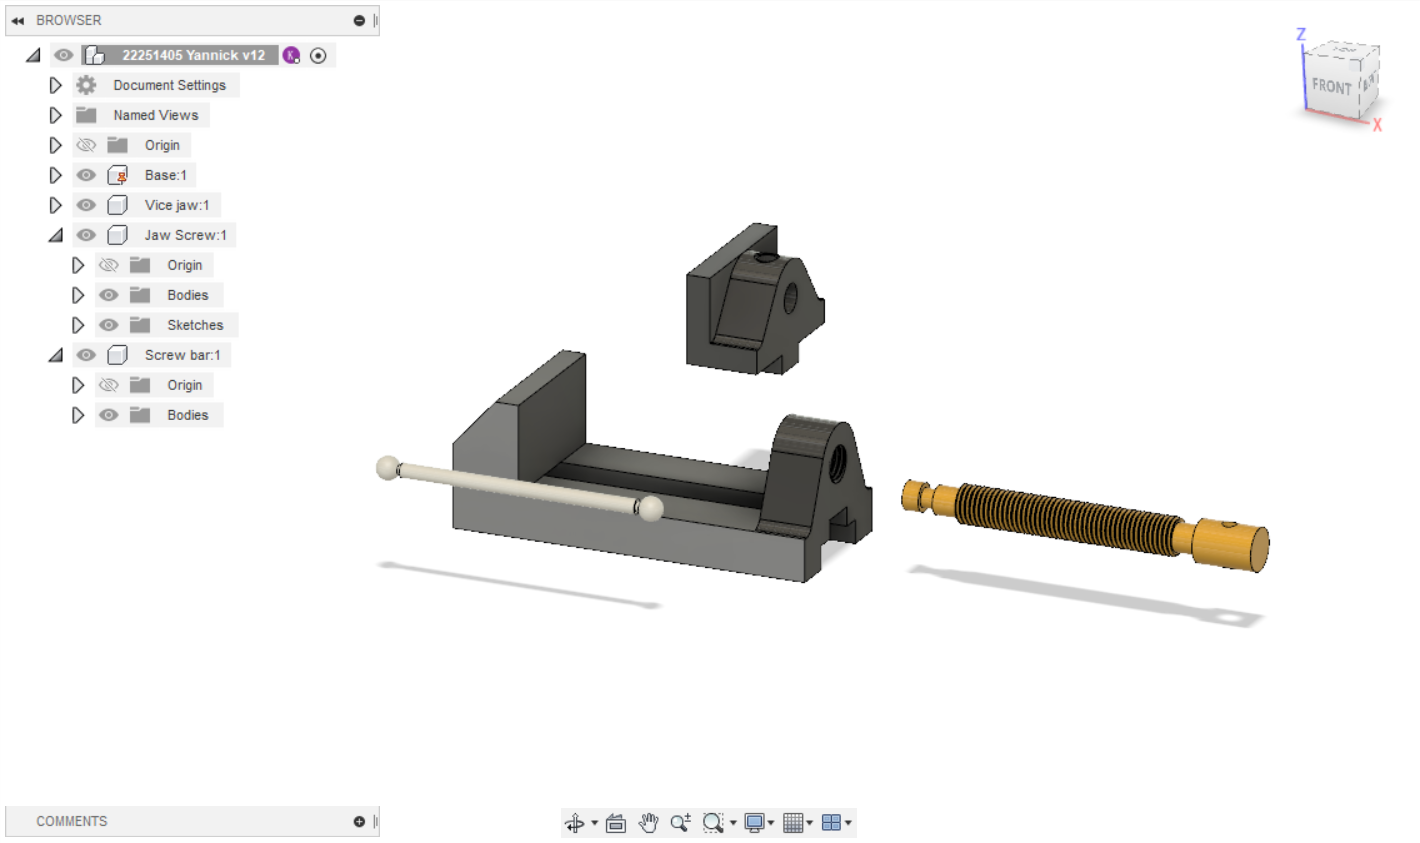 BROWSER
22251405 Yannick v12
K
Document Settings
Named Views
Origin
Base:1
Vice jaw:1
Jaw Screw:1
Origin
Bodies
Sketches
Screw bar:1
Origin
Bodies
Z
FRONT
X
COMMENTS